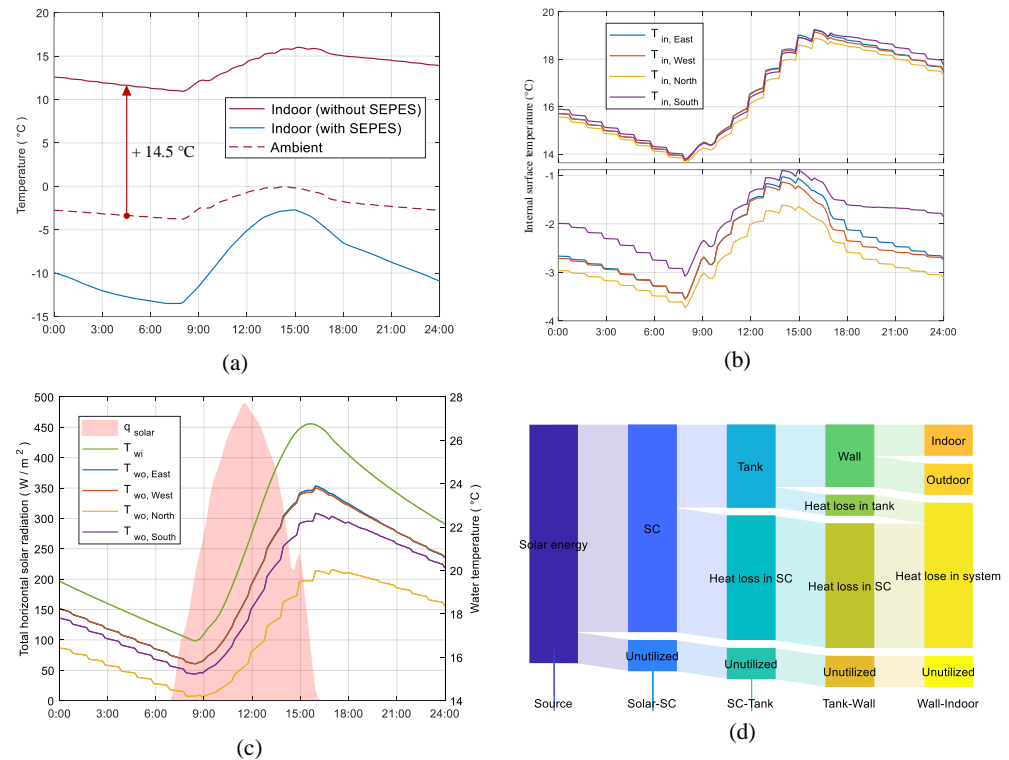 20
15
10
5
0
-5
-10
-15
Temperature ( °C )
+ 14.5 ℃
Indoor (without SEPES)
Indoor (with SEPES)
Ambient
0:00 3:00 6:00 9:00 12:00 15:00 18:00 21:00 24:00
(a)
20
18
16
14
-1
-2
-3
-4
Internal surface temperature (°C)
T in, East
T in, West
T in, North
T in, South
0:00 3:00 6:00 9:00 12:00 15:00 18:00 21:00 24:00
(b)
500
450
400
350
300
250
200
150
100
50
0
Total horizontal solar radiation ( W / m 2 )
q solar
T wi
T wo, East
T wo, West
T wo, North
T wo, South
28
26
24
22
20
18
16
14
Water temperature ( °C )
0:00 3:00 6:00 9:00 12:00 15:00 18:00 21:00 24:00
(c)
Solar energy
SC
Unutilized
Tank
Heat loss in SC
Unutilized
Wall
Heat lose in tank
Heat loss in SC
Unutilized
Indoor
Outdoor
Heat lose in system
Unutilized
Source Solar-SC SC-Tank Tank-Wall Wall-Indoor
(d)